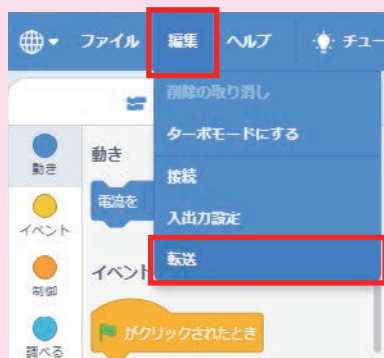 ファイル 編集 ヘルプ チュー
削除の取り消し
ターボモードにする
接続
入出力設定
転送
動き
イベント
制御
調べる
動き
電流を
イベント
がクリックされたとき